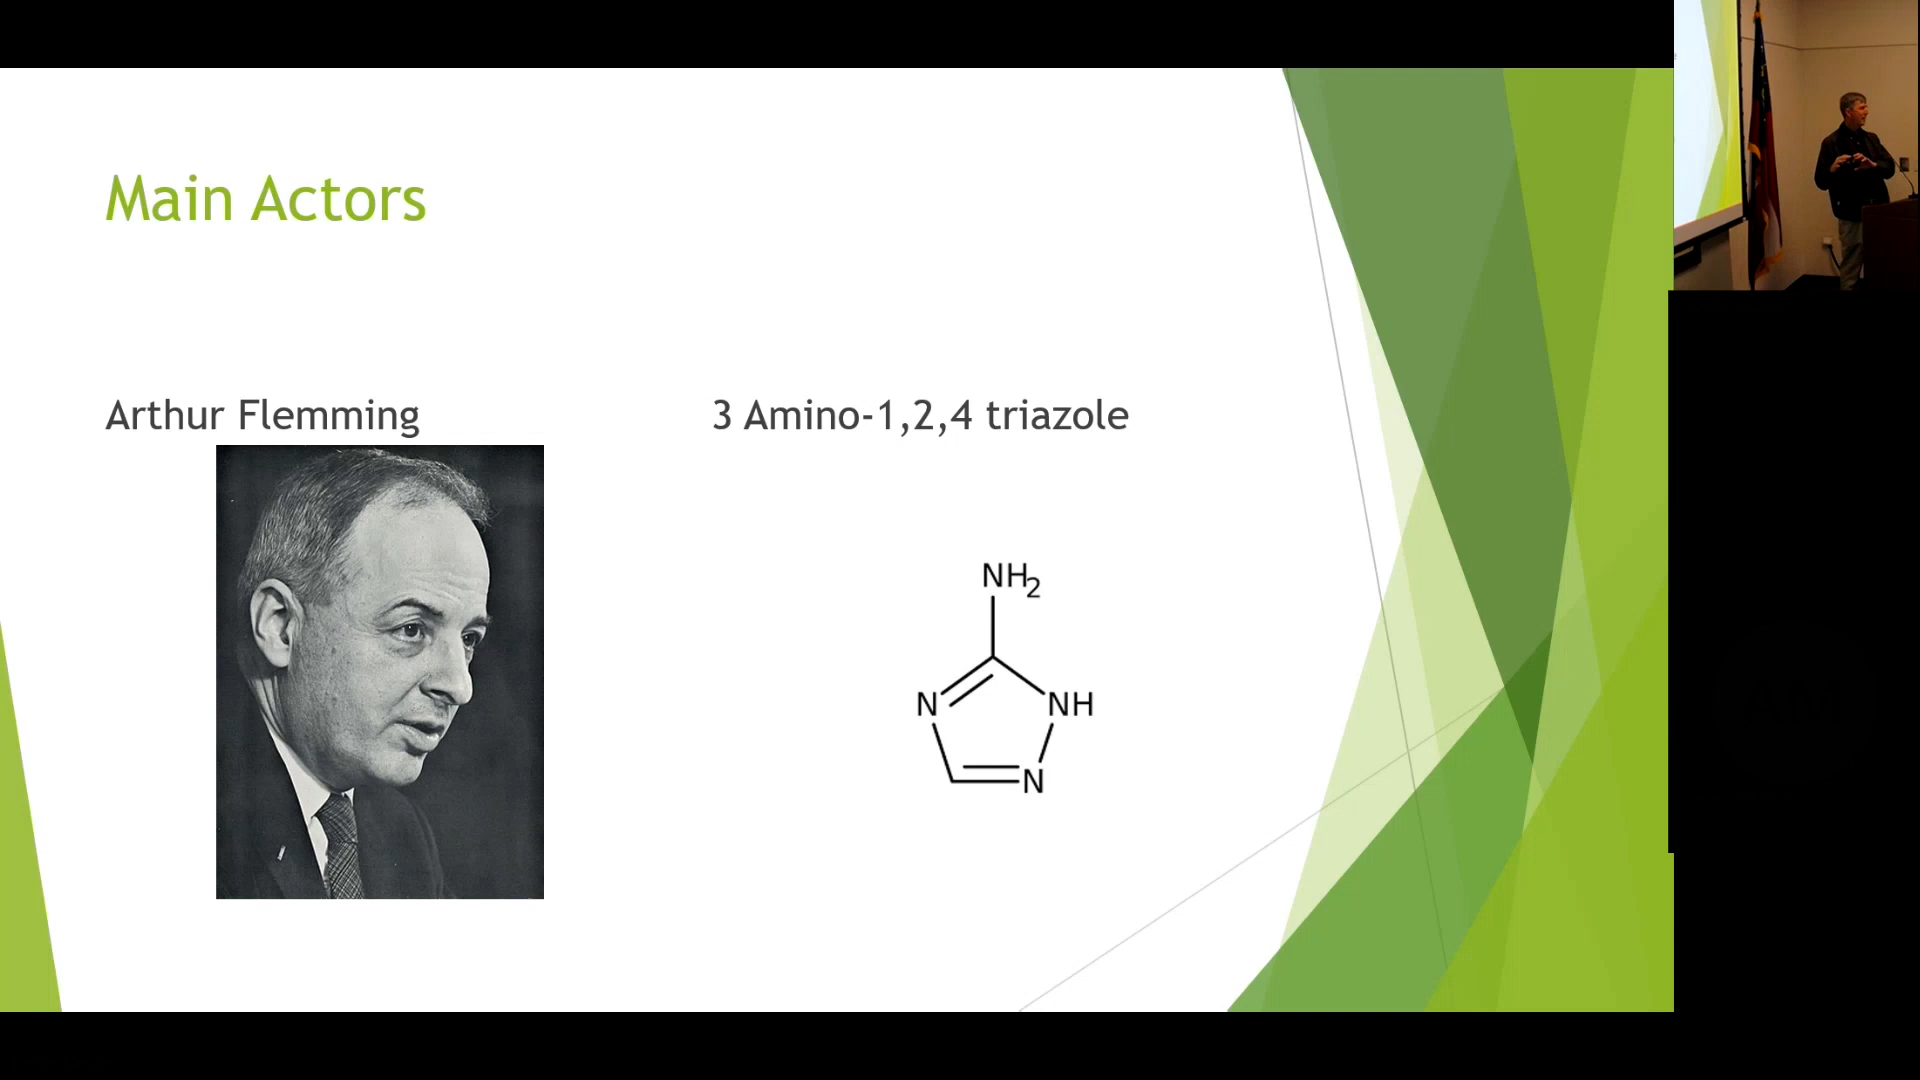 Main Actors
Arthur Flemming
3 Amino-1,2,4 triazole
NH2
N
NH
N